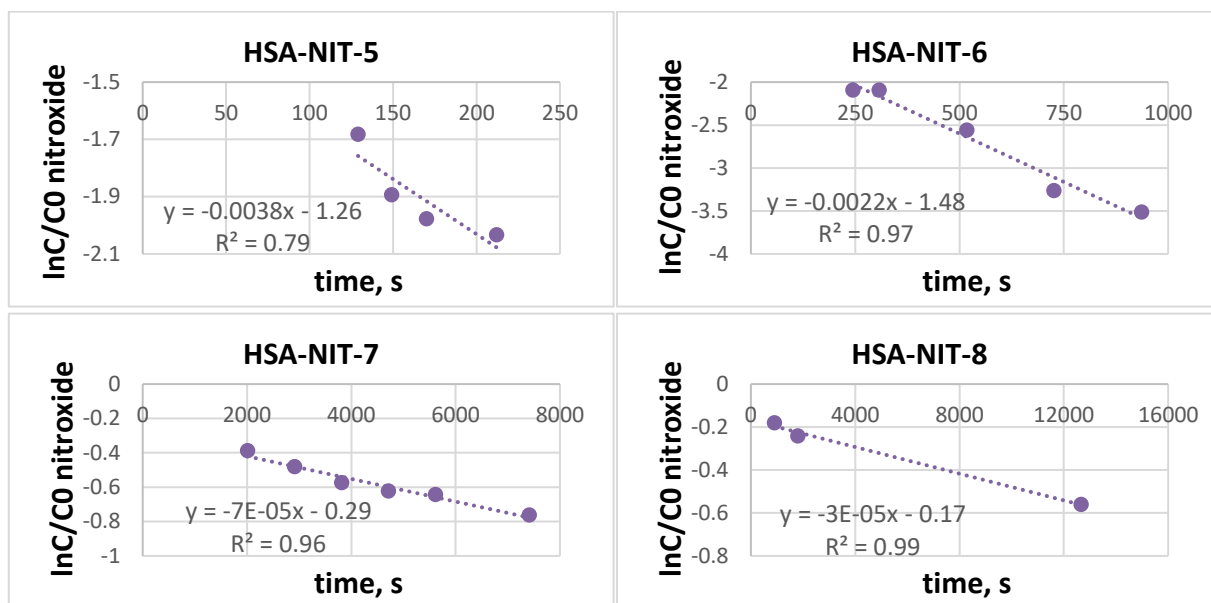 HSA-NIT-5
lnC/C0 nitroxide
-1.5
0 50 100 150 200 250
-1.7
-1.9
y = -0.0038x - 1.26
R² = 0.79
-2.1
time, s
HSA-NIT-6
lnC/C0 nitroxide
-2
0 250 500 750 1000
-2.5
-3
y = -0.0022x - 1.48
R² = 0.97
-3.5
-4
time, s
HSA-NIT-7
lnC/C0 nitroxide
0
0 2000 4000 6000 8000
-0.2
-0.4
-0.6
y = -7E-05x - 0.29
-0.8
R² = 0.96
-1
time, s
HSA-NIT-8
lnC/C0 nitroxide
0
0 4000 8000 12000 16000
-0.2
-0.4
-0.6
y = -3E-05x - 0.17
R² = 0.99
-0.8
time, s